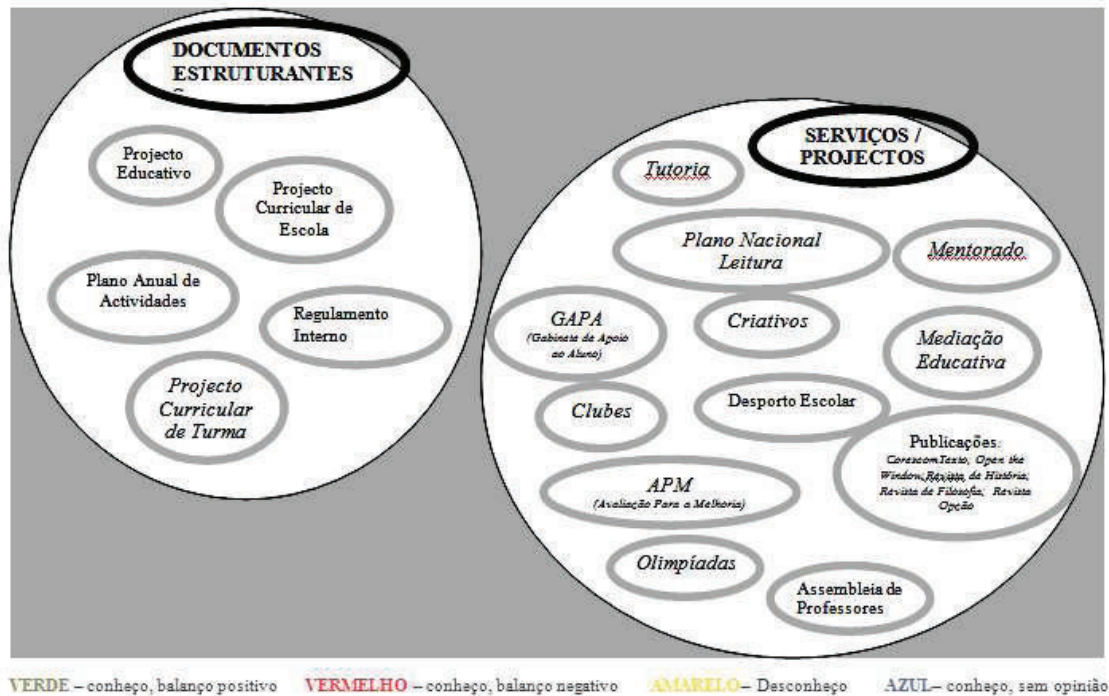 DOCUMENTOS
ESTRUTURANTES
Projecto
Educativo
Projecto
Curricular de
Escola
Plano Anual de
Actividades
Regulamento
Interno
Projecto
Curricular
de Turma
SERVIÇOS /
PROJECTOS
Tutoria
Plano Nacional
Leitura
Mentorado
GAPA
(Gabinete de Apoio
ao Aluno)
Criativos
Mediação
Educativa
Clubes
Desporto Escolar
Publicações:
CorescomTexto; Open the
Window; Revista de História;
Revista de Filosofia; Revista
Opção
APM
(Avaliação Para a Melhoria)
Olimpíadas
Assembleia de
Professores
VERDE – conheço, balanço positivo VERMELHO – conheço, balanço negativo AMARELO – Desconheço AZUL – conheço, sem opinião